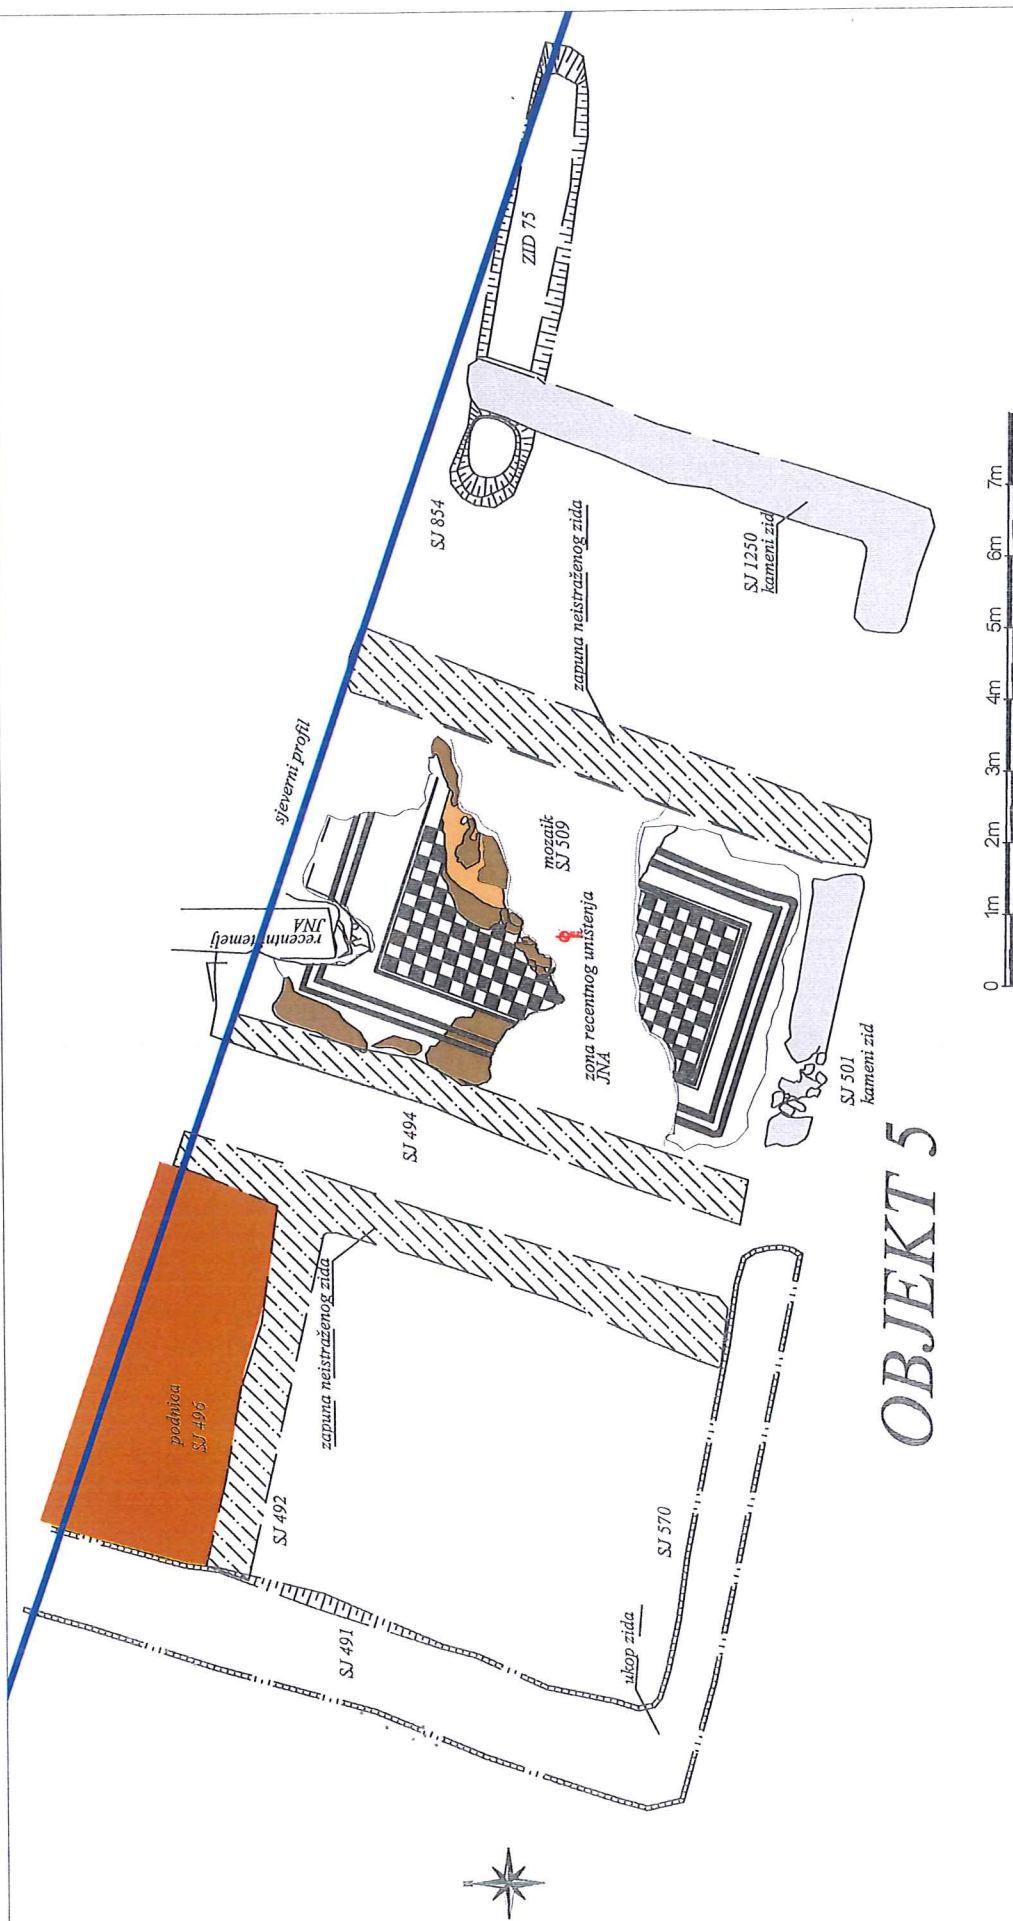 ZID 75
SJ 854
zapuna neistraženog zida
SJ 1250
kameni zid
sjeverni profil
recentni temelj
JNA
mozaik
SJ 509
zona recentnog uništenja
JNA
SJ 501
kameni zid
SJ 494
podnica
SJ 496
zapuna neistraženog zida
SJ 492
SJ 570
SJ 491
ukop zida
OBJEKT 5
0 1m 2m 3m 4m 5m 6m 7m